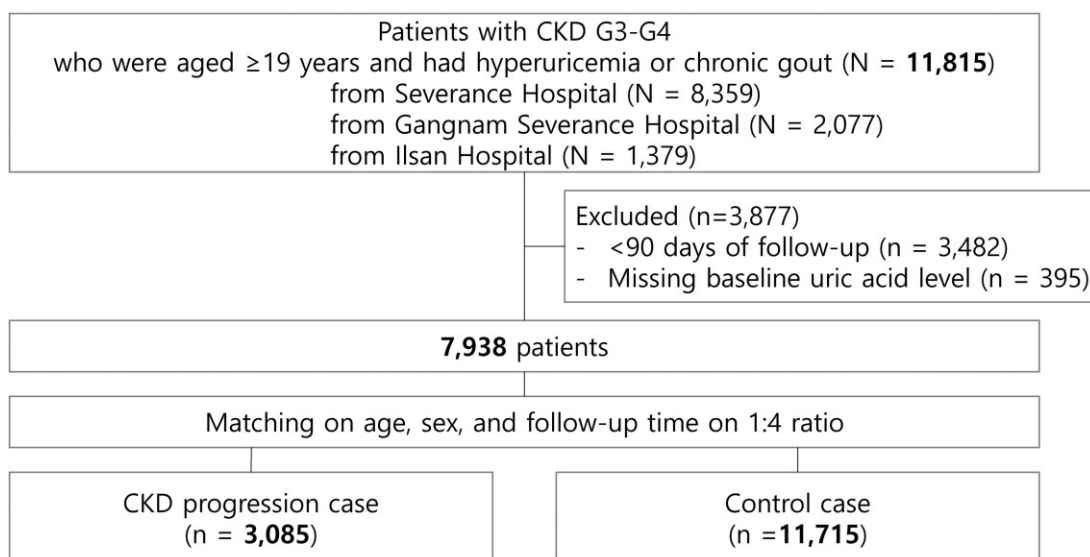 Patients with CKD G3-G4
who were aged ≥19 years and had hyperuricemia or chronic gout (N = 11,815)
from Severance Hospital (N = 8,359)
from Gangnam Severance Hospital (N = 2,077)
from Ilsan Hospital (N = 1,379)
Excluded (n=3,877)
- <90 days of follow-up (n = 3,482)
- Missing baseline uric acid level (n = 395)
7,938 patients
Matching on age, sex, and follow-up time on 1:4 ratio
CKD progression case
(n = 3,085)
Control case
(n =11,715)